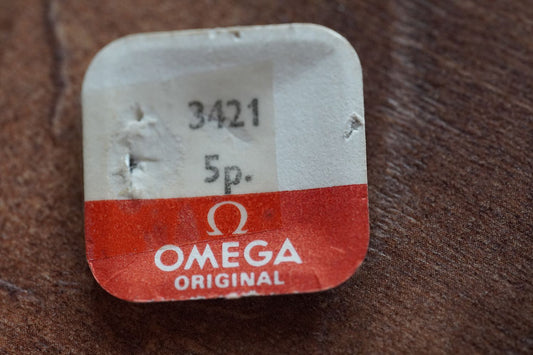 3421
5p.
Ω
OMEGA
ORIGINAL